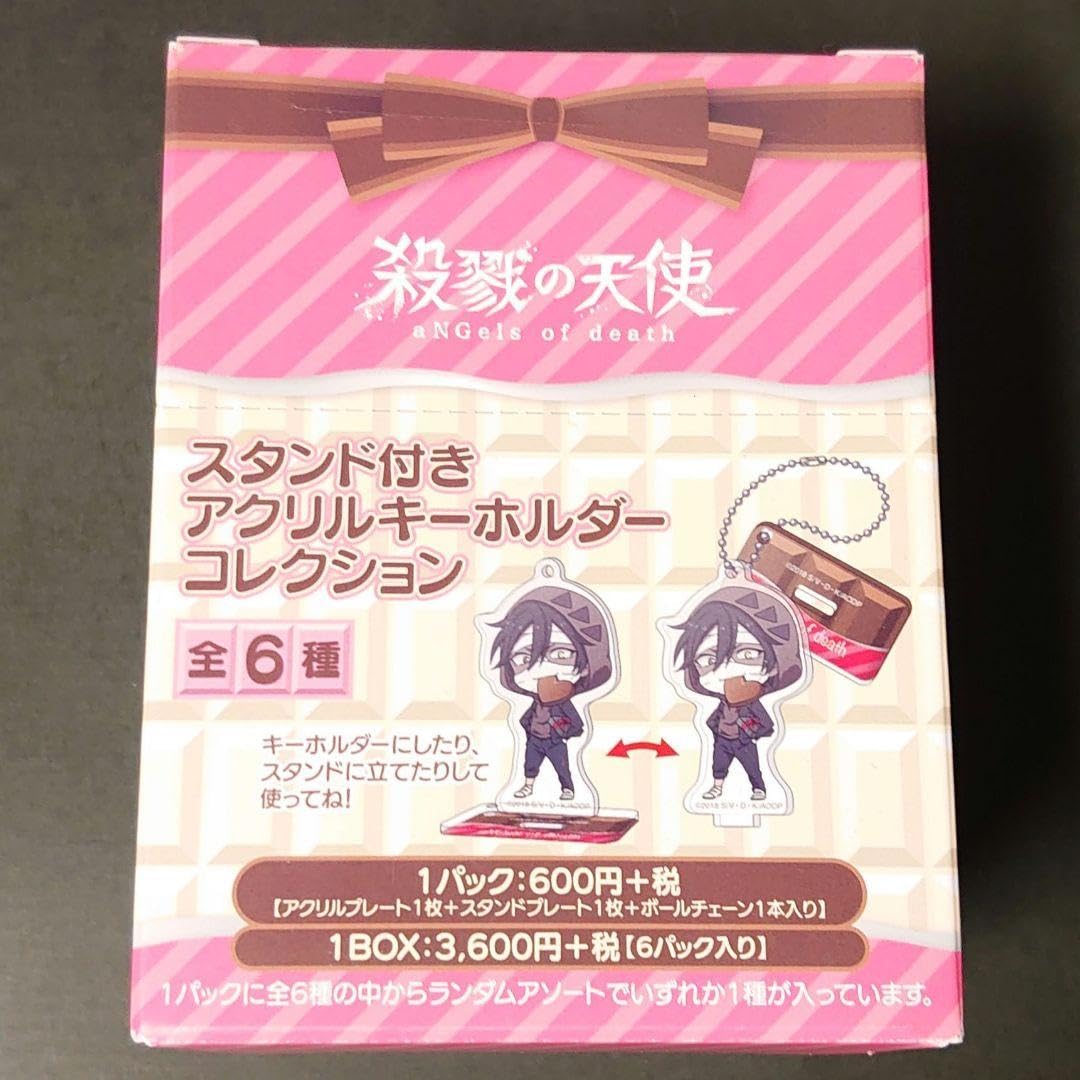 殺戮の天使
aNGels of death
スタンド付き
アクリルキーホルダー
コレクション
全6種
©2018 S/V・D・K/AODP
f death
キーホルダーにしたり、
スタンドに立てたりして
使ってね!
©2018 S/V・D・K/AODP
©2018 S/V・D・K/AODP
1パック:600円+税
【アクリルプレート1枚+スタンドプレート1枚+ボールチェーン1本入り】
1BOX:3,600円+税【6パック入り】
1パックに全6種の中からランダムアソートでいずれか1種が入っています。